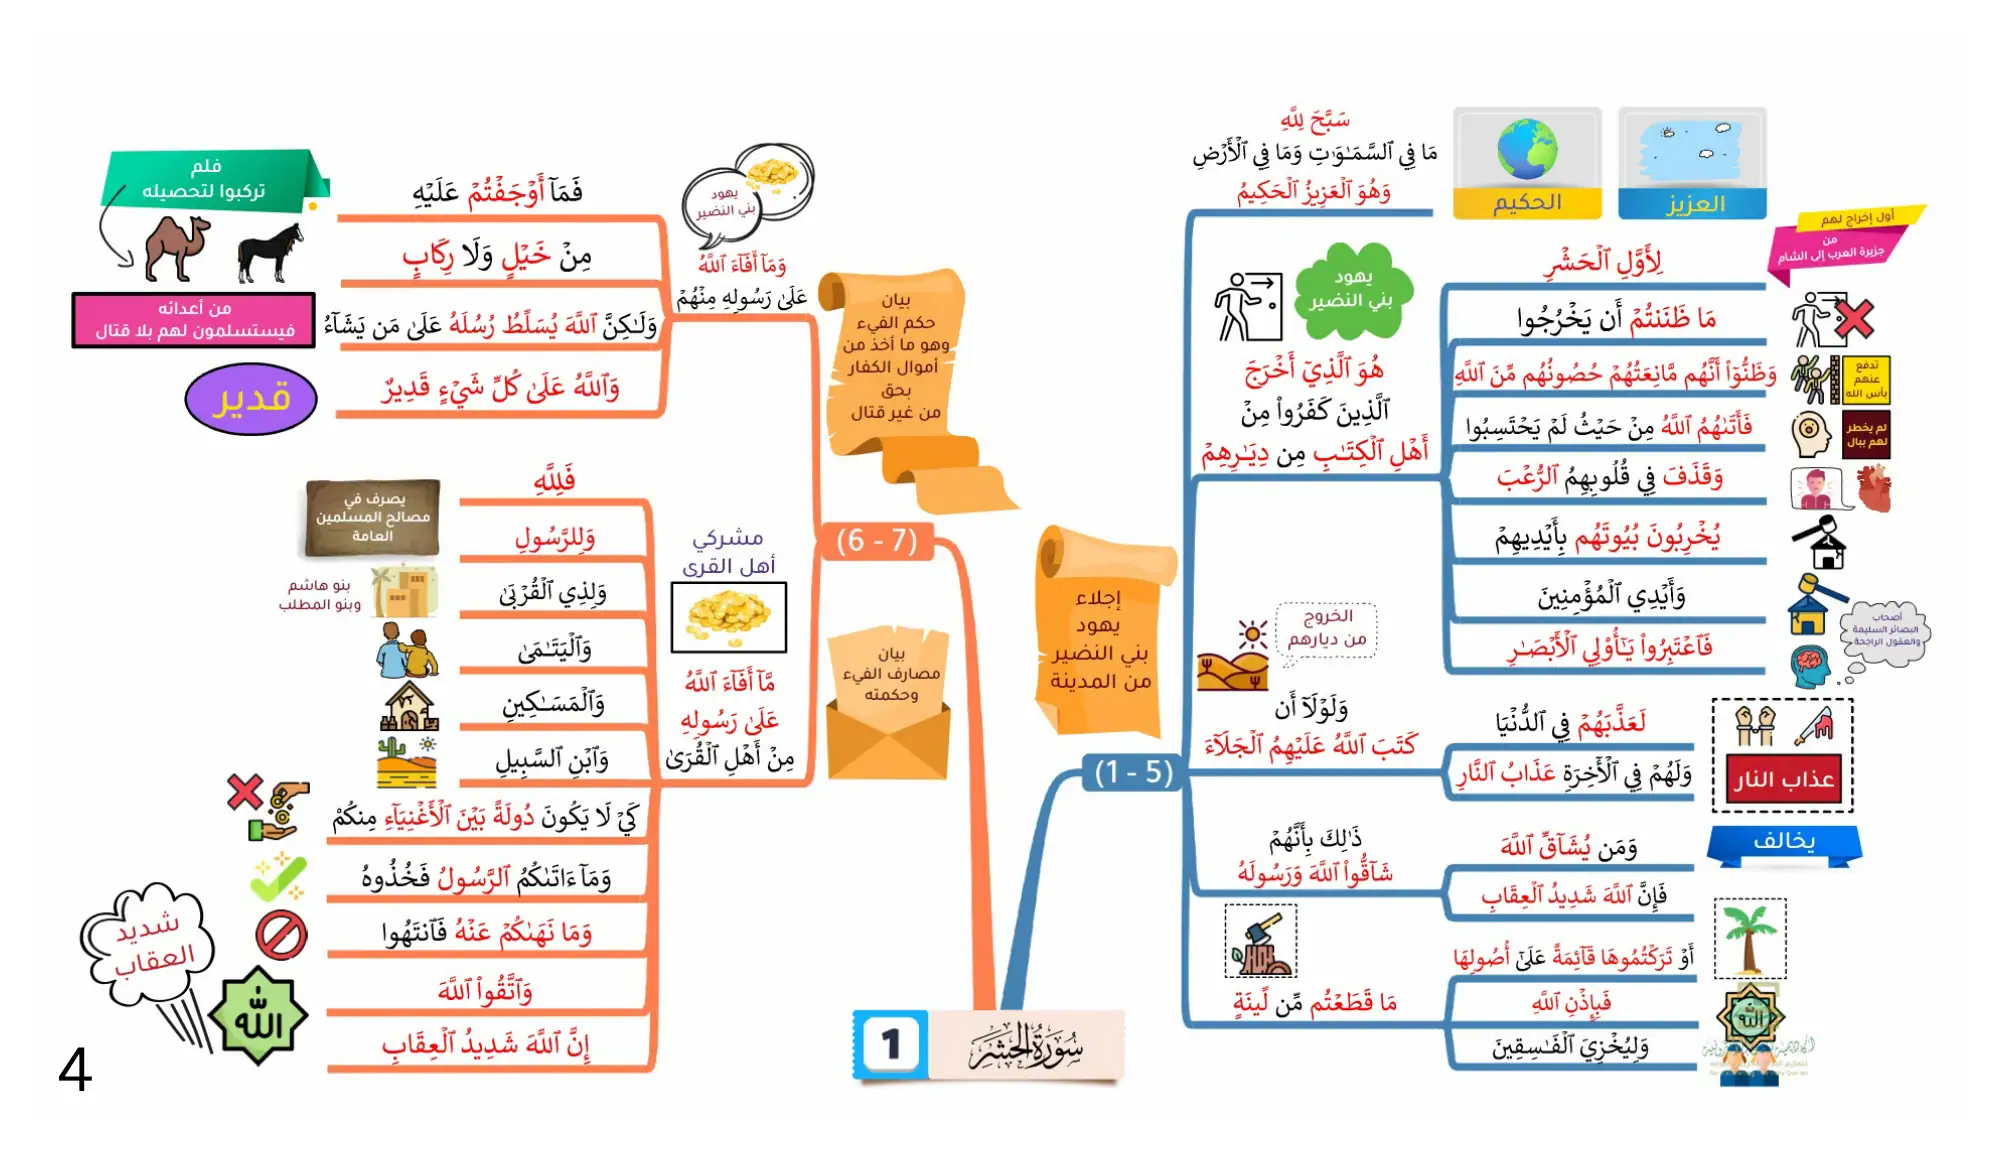 سُورَةُ الحَشْرِ
1
(1 - 5)
إجلاء
يهود
بني النضير
من المدينة
سَبَّحَ لِلَّهِ
مَا فِي ٱلسَّمَٰوَٰتِ وَمَا فِي ٱلْأَرْضِ
وَهُوَ ٱلْعَزِيزُ ٱلْحَكِيمُ
العزيز
الحكيم
يهود
بني النضير
هُوَ ٱلَّذِيٓ أَخْرَجَ
ٱلَّذِينَ كَفَرُوا۟ مِنْ
أَهْلِ ٱلْكِتَٰبِ مِن دِيَٰرِهِمْ
لِأَوَّلِ ٱلْحَشْرِ
أول إخراج لهم
من
جزيرة العرب إلى الشام
مَا ظَنَنتُمْ أَن يَخْرُجُوا
وَظَنُّوٓا۟ أَنَّهُم مَّانِعَتُهُمْ حُصُونُهُم مِّنَ ٱللَّهِ
تدفع
عنهم
بأس الله
فَأَتَىٰهُمُ ٱللَّهُ مِنْ حَيْثُ لَمْ يَحْتَسِبُوا
لم يخطر
لهم ببال
وَقَذَفَ فِي قُلُوبِهِمُ ٱلرُّعْبَ
يُخْرِبُونَ بُيُوتَهُم بِأَيْدِيهِمْ
وَأَيْدِي ٱلْمُؤْمِنِينَ
فَٱعْتَبِرُوا۟ يَٰٓأُو۟لِي ٱلْأَبْصَٰرِ
أصحاب
البصائر السليمة
والعقول الراجحة
الخروج
من ديارهم
وَلَوْلَآ أَن
كَتَبَ ٱللَّهُ عَلَيْهِمُ ٱلْجَلَآءَ
لَعَذَّبَهُمْ فِي ٱلدُّنْيَا
وَلَهُمْ فِي ٱلْأٓخِرَةِ عَذَابُ ٱلنَّارِ
عذاب النار
ذَٰلِكَ بِأَنَّهُمْ
شَآقُّوا۟ ٱللَّهَ وَرَسُولَهُ
وَمَن يُشَآقِّ ٱللَّهَ
يخالف
فَإِنَّ ٱللَّهَ شَدِيدُ ٱلْعِقَابِ
مَا قَطَعْتُم مِّن لِّينَةٍ
أَوْ تَرَكْتُمُوهَا قَآئِمَةً عَلَىٰٓ أُصُولِهَا
فَبِإِذْنِ ٱللَّهِ
الله
وَلِيُخْزِيَ ٱلْفَٰسِقِينَ
(6 - 7)
بيان
حكم الفيء
وهو ما أخذ من
أموال الكفار
بحق
من غير قتال
يهود
بني النضير
وَمَآ أَفَآءَ ٱللَّهُ
عَلَىٰ رَسُولِهِ مِنْهُمْ
فَمَآ أَوْجَفْتُمْ عَلَيْهِ
فلم
تركبوا لتحصيله
مِنْ خَيْلٍ وَلَا رِكَابٍ
وَلَٰكِنَّ ٱللَّهَ يُسَلِّطُ رُسُلَهُ عَلَىٰ مَن يَشَآءُ
من أعدائه
فيستسلمون لهم بلا قتال
وَٱللَّهُ عَلَىٰ كُلِّ شَيْءٍ قَدِيرٌ
قدير
بيان
مصارف الفيء
وحكمته
مشركي
أهل القرى
مَّآ أَفَآءَ ٱللَّهُ
عَلَىٰ رَسُولِهِ
مِنْ أَهْلِ ٱلْقُرَىٰ
فَلِلَّهِ
وَلِلرَّسُولِ
يصرف في
مصالح المسلمين
العامة
وَلِذِي ٱلْقُرْبَىٰ
بنو هاشم
وبنو المطلب
وَٱلْيَتَٰمَىٰ
وَٱلْمَسَٰكِينِ
وَٱبْنِ ٱلسَّبِيلِ
كَيْ لَا يَكُونَ دُولَةً بَيْنَ ٱلْأَغْنِيَآءِ مِنكُمْ
وَمَآ ءَاتَىٰكُمُ ٱلرَّسُولُ فَخُذُوهُ
وَمَا نَهَىٰكُمْ عَنْهُ فَٱنتَهُوا
وَٱتَّقُوا۟ ٱللَّهَ
إِنَّ ٱللَّهَ شَدِيدُ ٱلْعِقَابِ
شديد
العقاب
الله
4